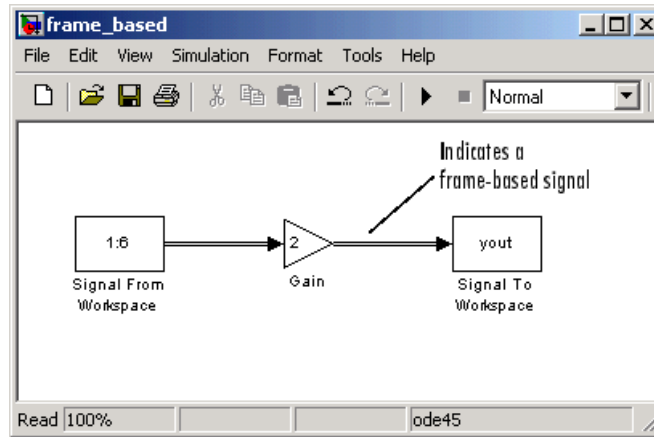 frame_based
File Edit View Simulation Format Tools Help
Normal
Indicates a
frame-based signal
1:6
2
yout
Signal From
Workspace
Gain
Signal To
Workspace
Read 100% ode45